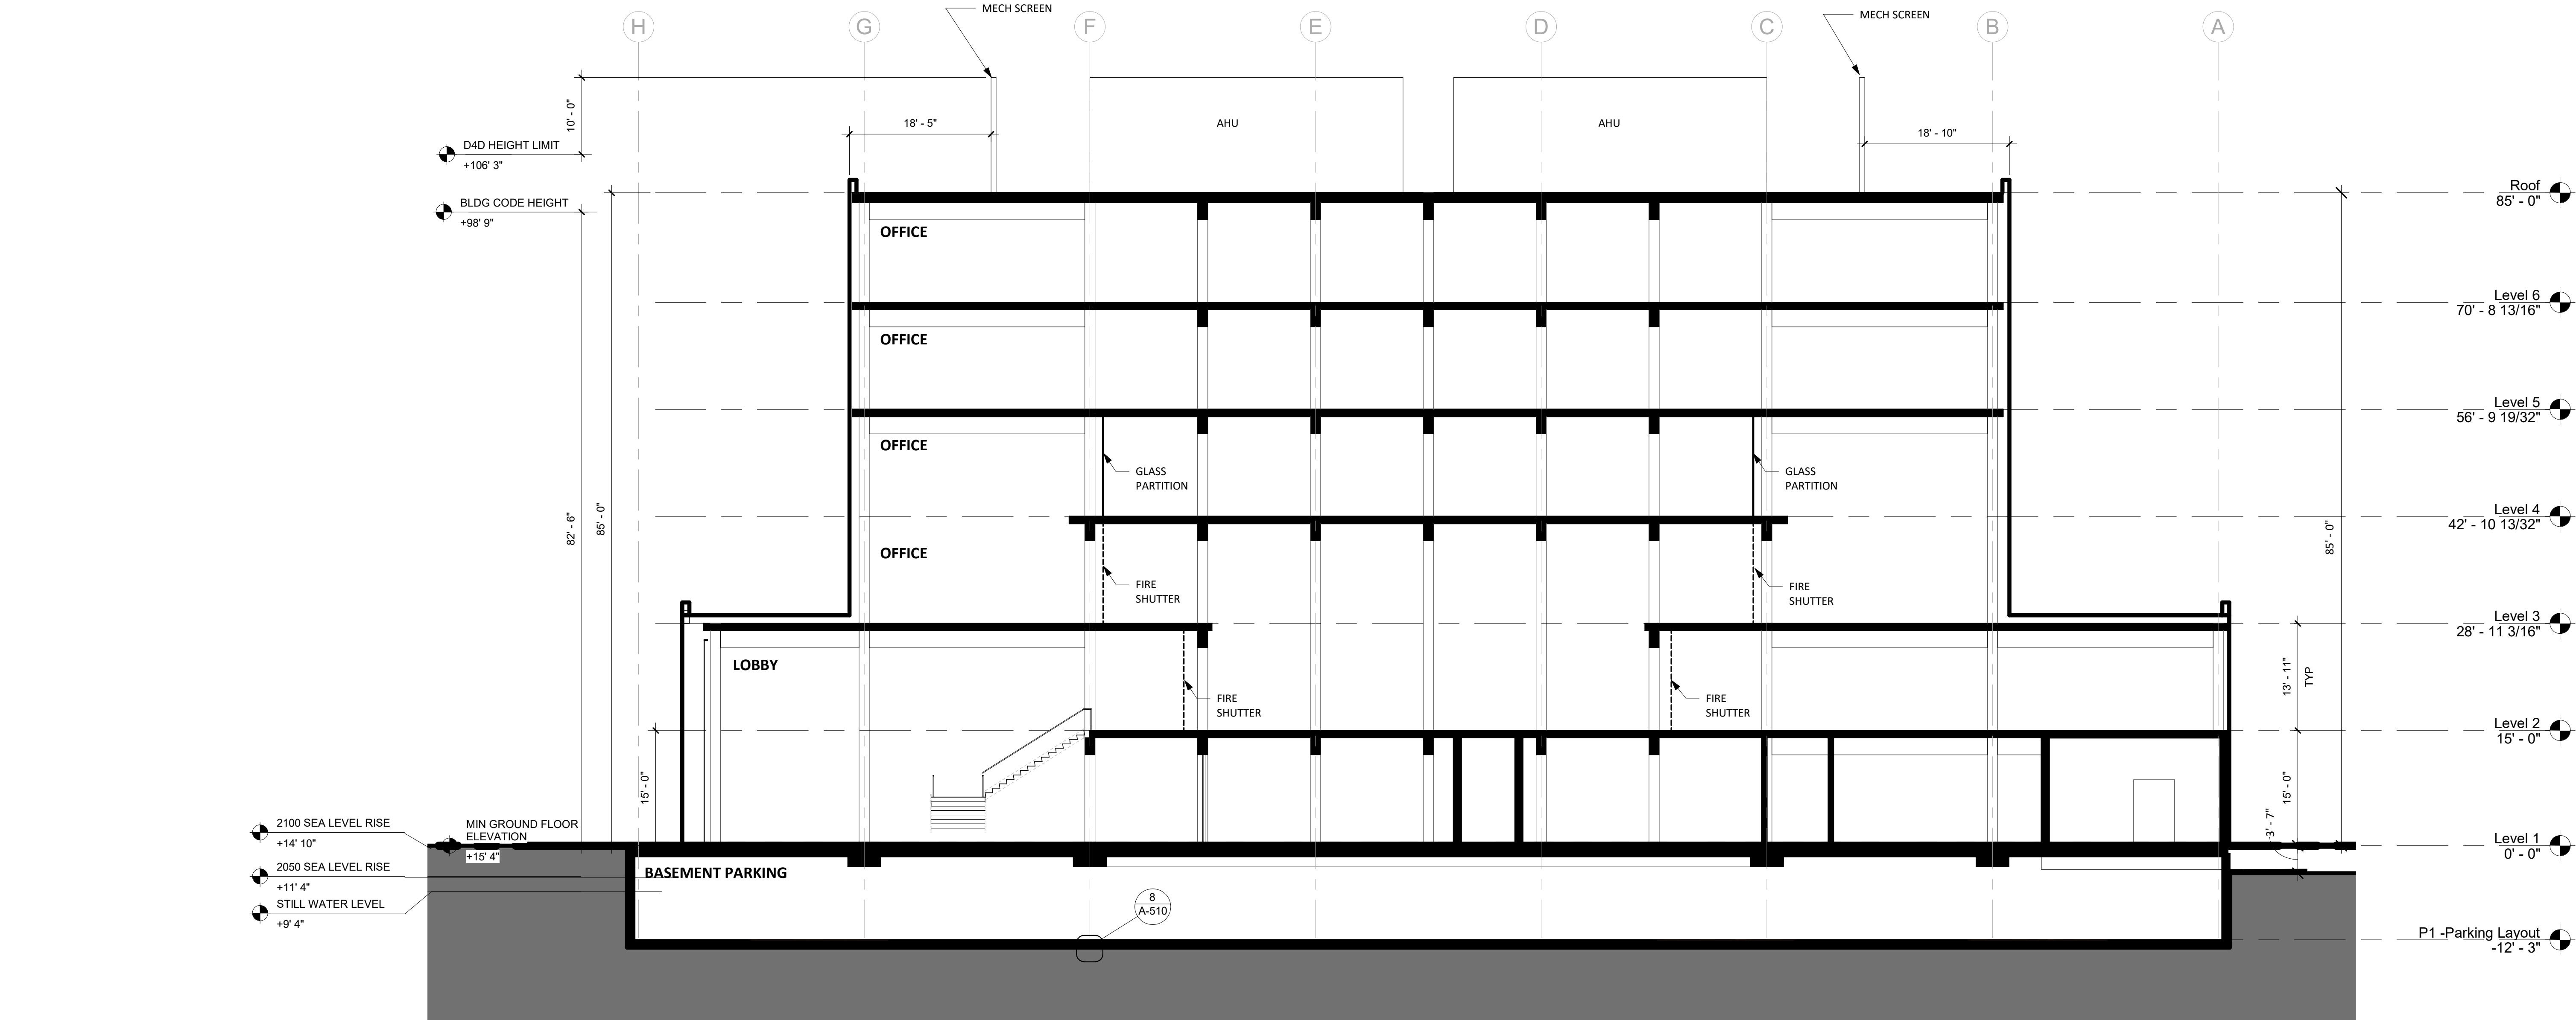 MECH SCREEN
MECH SCREEN
H
G
F
E
D
C
B
A
10' - 0"
18' - 5"
AHU
AHU
18' - 10"
D4D HEIGHT LIMIT
+106' 3"
BLDG CODE HEIGHT
+98' 9"
Roof
85' - 0"
OFFICE
Level 6
70' - 8 13/16"
OFFICE
Level 5
56' - 9 19/32"
OFFICE
GLASS
PARTITION
GLASS
PARTITION
82' - 6"
85' - 0"
Level 4
42' - 10 13/32"
85' - 0"
OFFICE
FIRE
SHUTTER
FIRE
SHUTTER
Level 3
28' - 11 3/16"
LOBBY
13' - 11"
TYP
FIRE
SHUTTER
FIRE
SHUTTER
Level 2
15' - 0"
15' - 0"
15' - 0"
3' - 7"
2100 SEA LEVEL RISE
+14' 10"
MIN GROUND FLOOR
ELEVATION
+15' 4"
Level 1
0' - 0"
2050 SEA LEVEL RISE
+11' 4"
BASEMENT PARKING
STILL WATER LEVEL
+9' 4"
8
A-510
P1 -Parking Layout
-12' - 3"